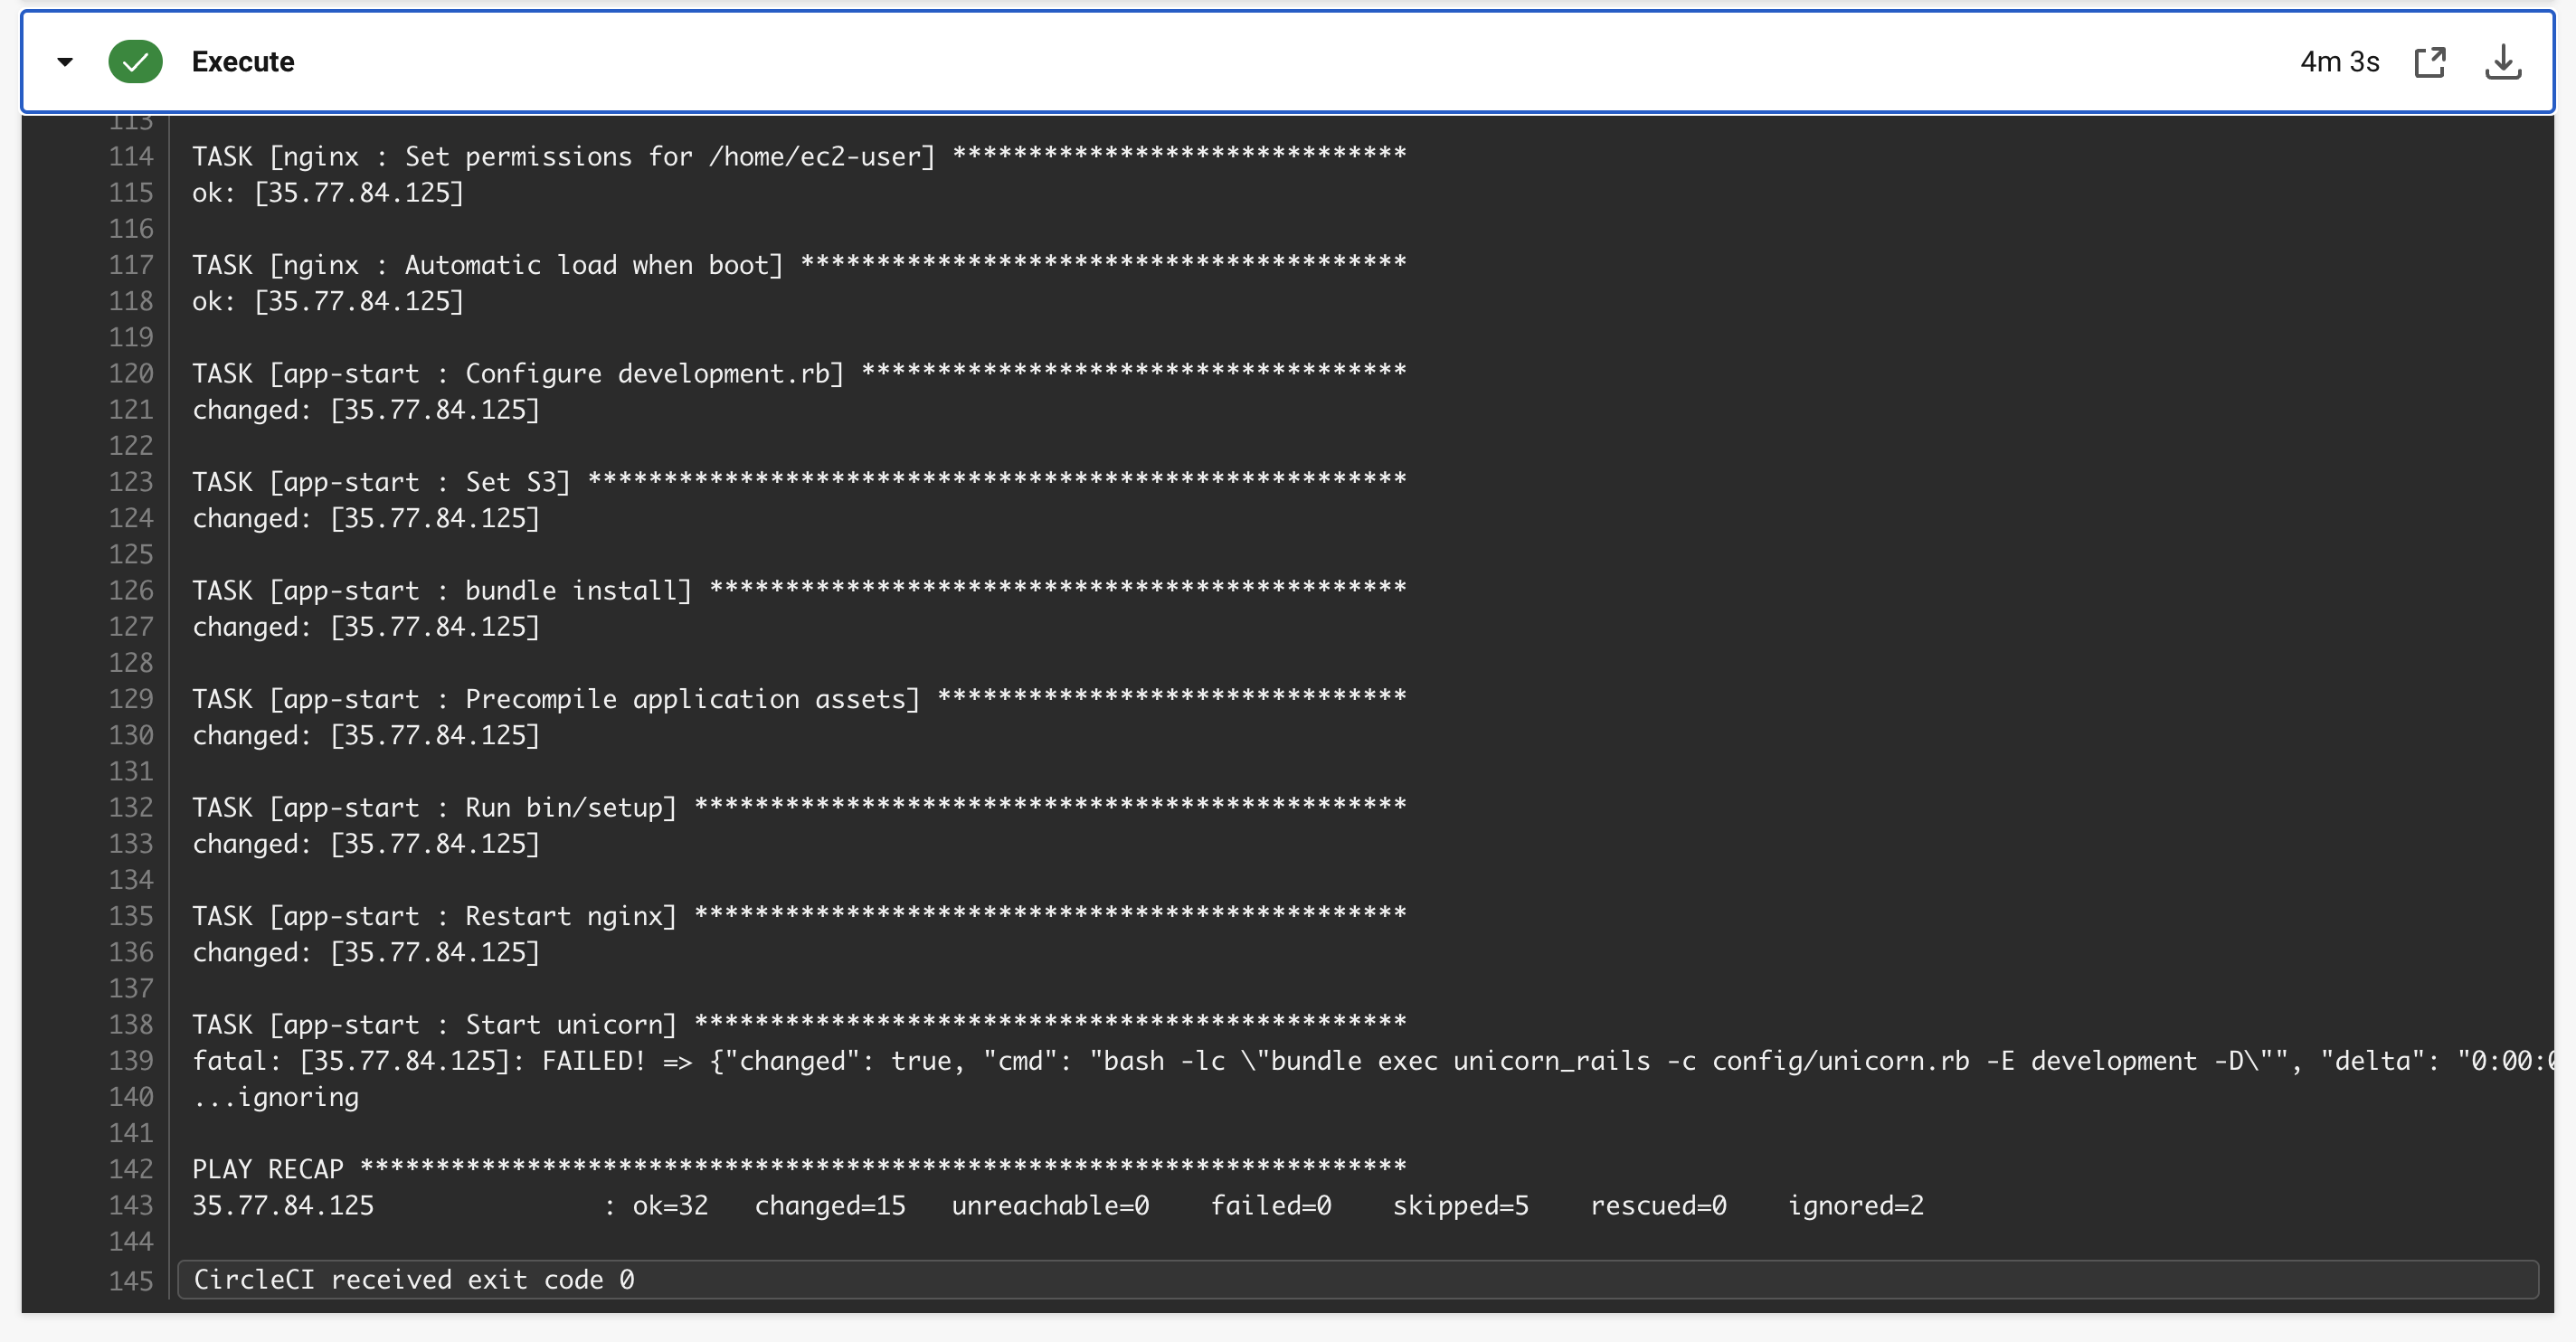 Execute
4m 3s
113
114 TASK [nginx : Set permissions for /home/ec2-user] ******************************
115 ok: [35.77.84.125]
116
117 TASK [nginx : Automatic load when boot] ****************************************
118 ok: [35.77.84.125]
119
120 TASK [app-start : Configure development.rb] ************************************
121 changed: [35.77.84.125]
122
123 TASK [app-start : Set S3] ******************************************************
124 changed: [35.77.84.125]
125
126 TASK [app-start : bundle install] **********************************************
127 changed: [35.77.84.125]
128
129 TASK [app-start : Precompile application assets] *******************************
130 changed: [35.77.84.125]
131
132 TASK [app-start : Run bin/setup] ***********************************************
133 changed: [35.77.84.125]
134
135 TASK [app-start : Restart nginx] ***********************************************
136 changed: [35.77.84.125]
137
138 TASK [app-start : Start unicorn] ***********************************************
139 fatal: [35.77.84.125]: FAILED! => {"changed": true, "cmd": "bash -lc \"bundle exec unicorn_rails -c config/unicorn.rb -E development -D\"", "delta": "0:00:0
140 ...ignoring
141
142 PLAY RECAP *********************************************************************
143 35.77.84.125               : ok=32   changed=15   unreachable=0    failed=0    skipped=5    rescued=0    ignored=2
144
145 CircleCI received exit code 0